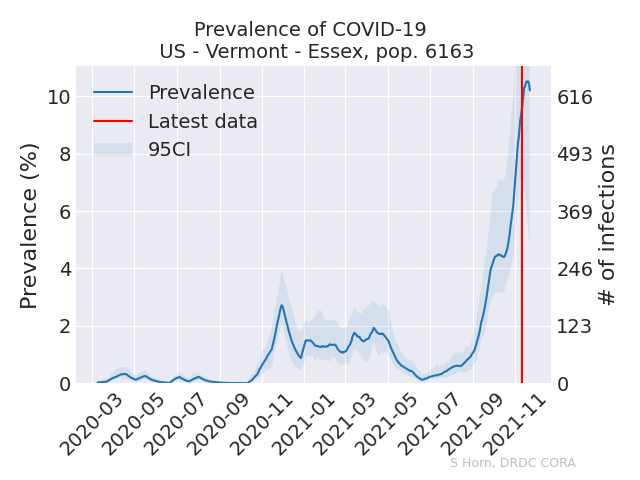 Prevalence of COVID-19
US - Vermont - Essex, pop. 6163
Prevalence
Latest data
95CI
Prevalence (%)
10
8
6
4
2
0
616
493
369
246
123
0
# of infections
2020-03
2020-05
2020-07
2020-09
2020-11
2021-01
2021-03
2021-05
2021-07
2021-09
2021-11
S Horn, DRDC CORA